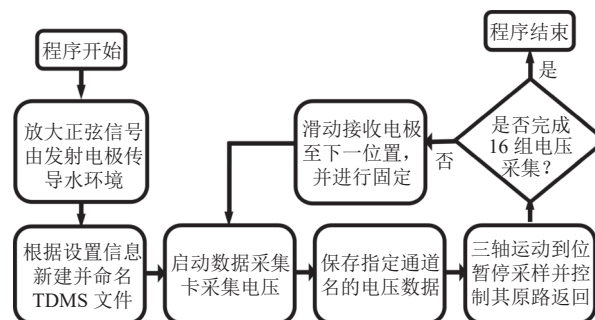 程序开始
放大正弦信号
由发射电极传
导水环境
根据设置信息
新建并命名
TDMS 文件
启动数据采集
卡采集电压
保存指定通道
名的电压数据
三轴运动到位
暂停采样并控
制其原路返回
是否完成
16 组电压
采集？
否
滑动接收电极
至下一位置，
并进行固定
是
程序结束